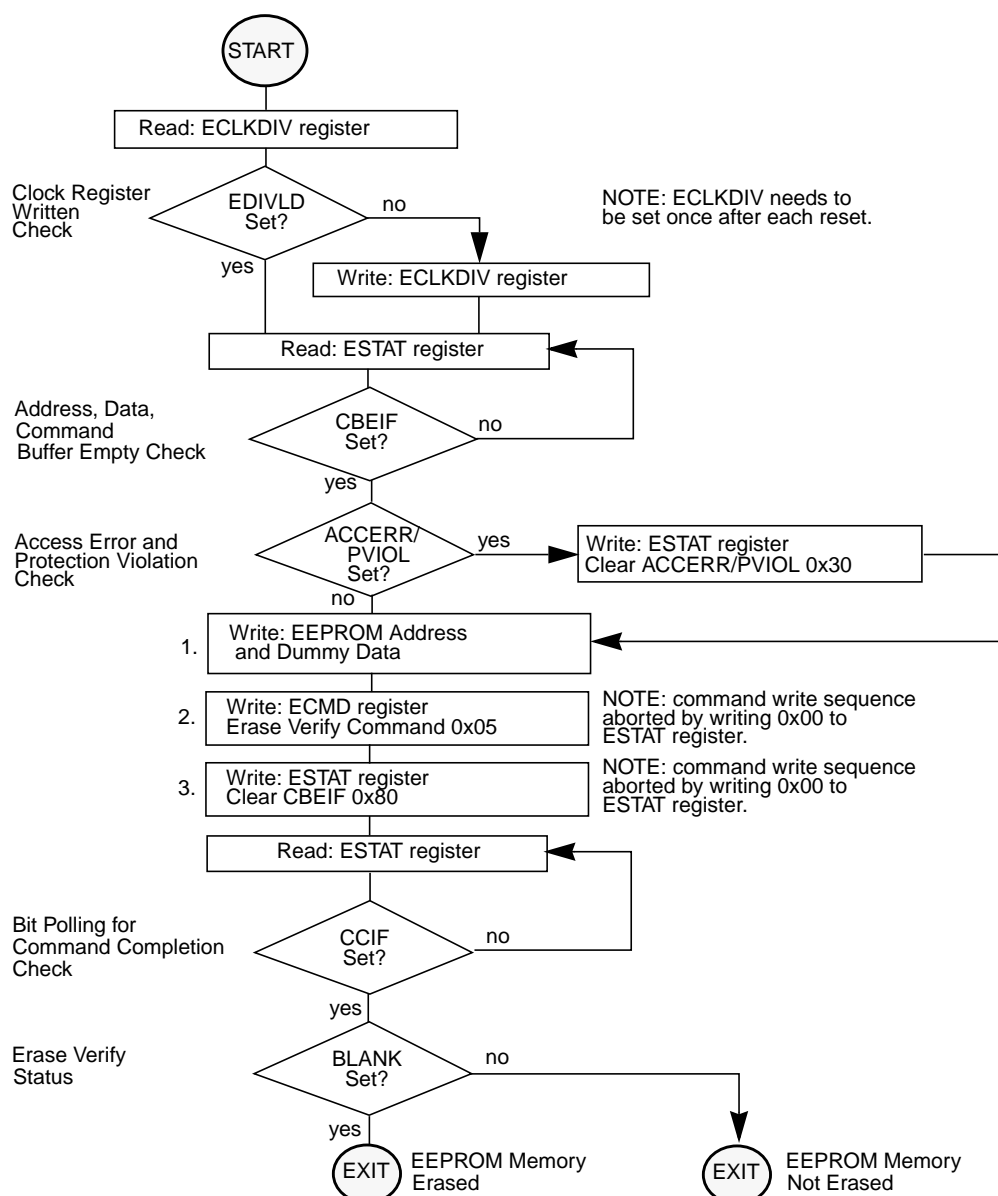 START
Read: ECLKDIV register
Clock Register
Written
Check
EDIVLD
Set?
no
yes
NOTE: ECLKDIV needs to
be set once after each reset.
Write: ECLKDIV register
Read: ESTAT register
Address, Data,
Command
Buffer Empty Check
CBEIF
Set?
no
yes
Access Error and
Protection Violation
Check
ACCERR/
PVIOL
Set?
yes
no
Write: ESTAT register
Clear ACCERR/PVIOL 0x30
1.
Write: EEPROM Address
and Dummy Data
2.
Write: ECMD register
Erase Verify Command 0x05
NOTE: command write sequence
aborted by writing 0x00 to
ESTAT register.
3.
Write: ESTAT register
Clear CBEIF 0x80
NOTE: command write sequence
aborted by writing 0x00 to
ESTAT register.
Read: ESTAT register
Bit Polling for
Command Completion
Check
CCIF
Set?
no
yes
Erase Verify
Status
BLANK
Set?
no
yes
EXIT
EEPROM Memory
Erased
EXIT
EEPROM Memory
Not Erased